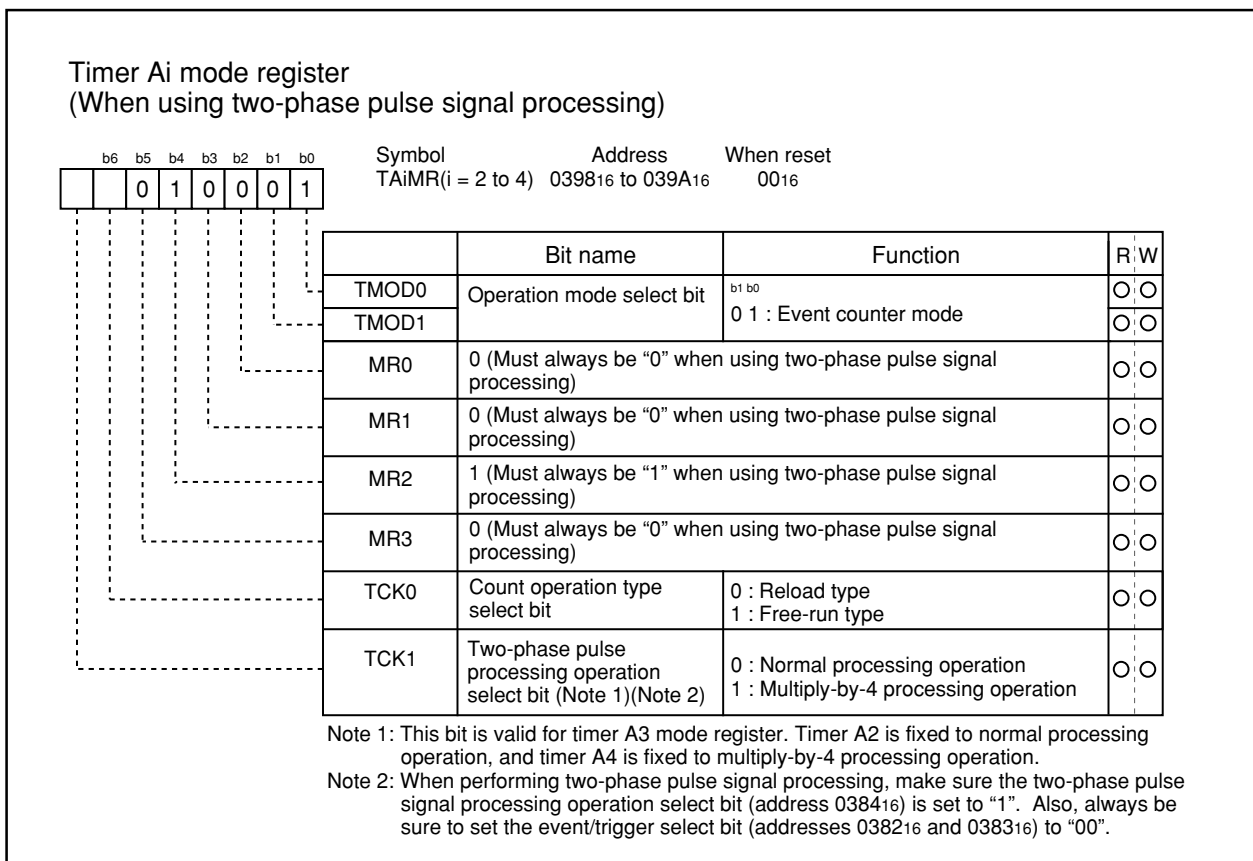 Timer Ai mode register
(When using two-phase pulse signal processing)
b6 b5 b4 b3 b2 b1 b0
0 1 0 0 0 1
Symbol Address When reset
TAiMR(i = 2 to 4) 039816 to 039A16 0016
Bit name Function R W
TMOD0 Operation mode select bit b1 b0
0 1 : Event counter mode
TMOD1
MR0 0 (Must always be “0” when using two-phase pulse signal
processing)
MR1 0 (Must always be “0” when using two-phase pulse signal
processing)
MR2 1 (Must always be “1” when using two-phase pulse signal
processing)
MR3 0 (Must always be “0” when using two-phase pulse signal
processing)
TCK0 Count operation type
select bit
0 : Reload type
1 : Free-run type
TCK1 Two-phase pulse
processing operation
select bit (Note 1)(Note 2)
0 : Normal processing operation
1 : Multiply-by-4 processing operation
Note 1: This bit is valid for timer A3 mode register. Timer A2 is fixed to normal processing
operation, and timer A4 is fixed to multiply-by-4 processing operation.
Note 2: When performing two-phase pulse signal processing, make sure the two-phase pulse
signal processing operation select bit (address 038416) is set to “1”. Also, always be
sure to set the event/trigger select bit (addresses 038216 and 038316) to “00”.